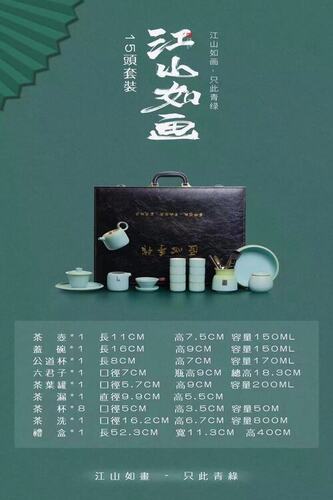 江山如画
15頭套裝
江山如画,只此青绿
茶 壺*1 長11CM 高7.5CM 容量150ML
蓋 碗*1 長16CM 高9CM 容量150ML
公道杯*1 長8CM 高7CM 容量170ML
六君子*1 口徑7CM 瓶高9CM 總高18.3CM
茶葉罐*1 口徑5.7CM 高9CM 容量200ML
茶 漏*1 直徑9.9CM 高5.5CM
茶 杯*8 口徑5CM 高3.5CM 容量50M
茶 洗*1 口徑16.2CM 高6.7CM 容量800M
禮 盒*1 長52.3CM 寬11.3CM 高40CM
江山如畫 - 只此青綠